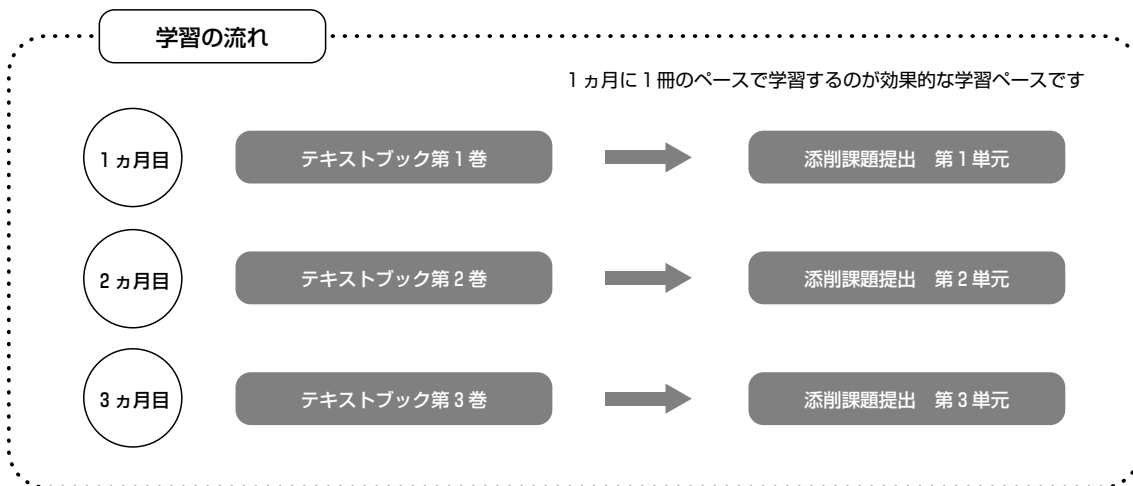 学習の流れ
1ヵ月に1冊のペースで学習するのが効果的な学習ペースです
1ヵ月目
テキストブック第1巻
添削課題提出　第1単元
2ヵ月目
テキストブック第2巻
添削課題提出　第2単元
3ヵ月目
テキストブック第3巻
添削課題提出　第3単元